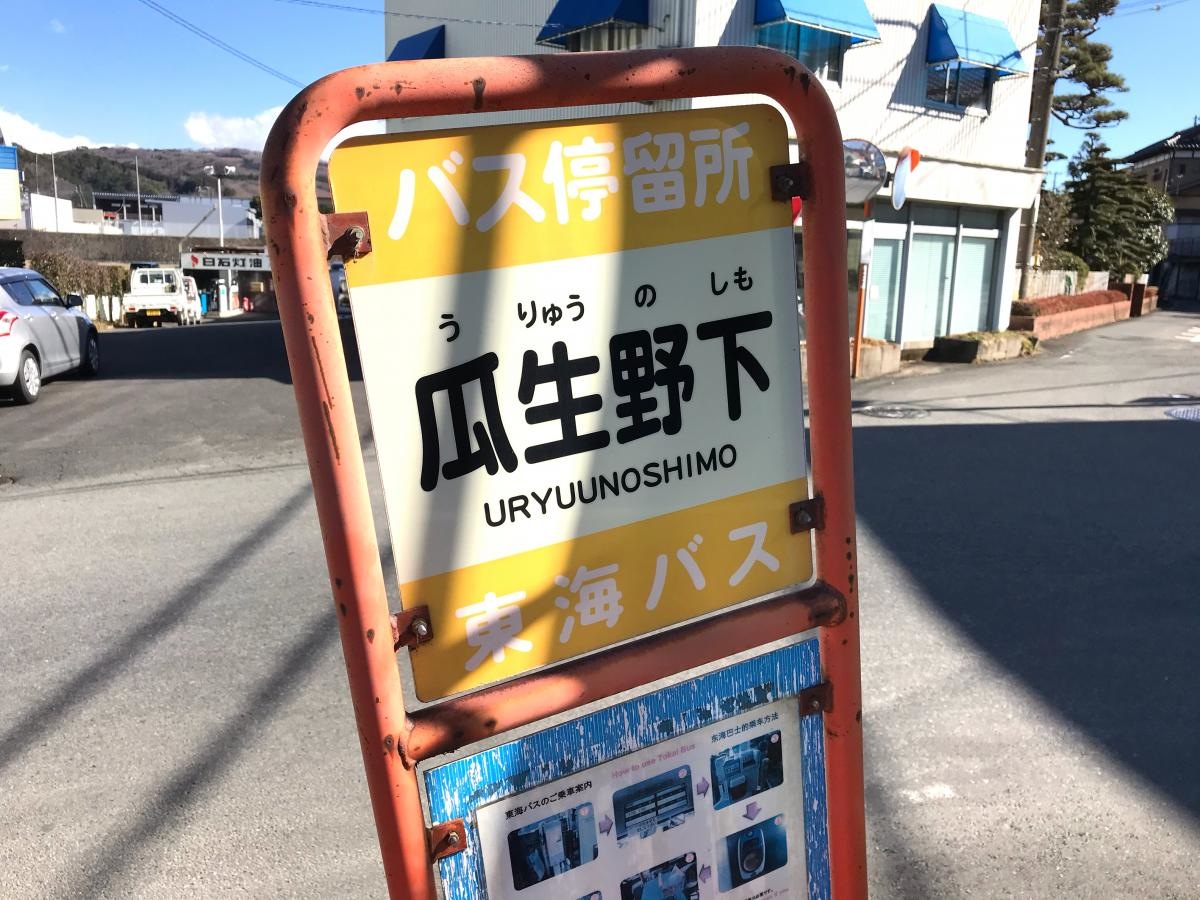 バス停留所
う りゅう の しも
瓜生野下
URYUUNOSHIMO
東海バス
東海バスのご乗車案内
How to use Tokai Bus
东海巴士的乘车方法
白石灯油